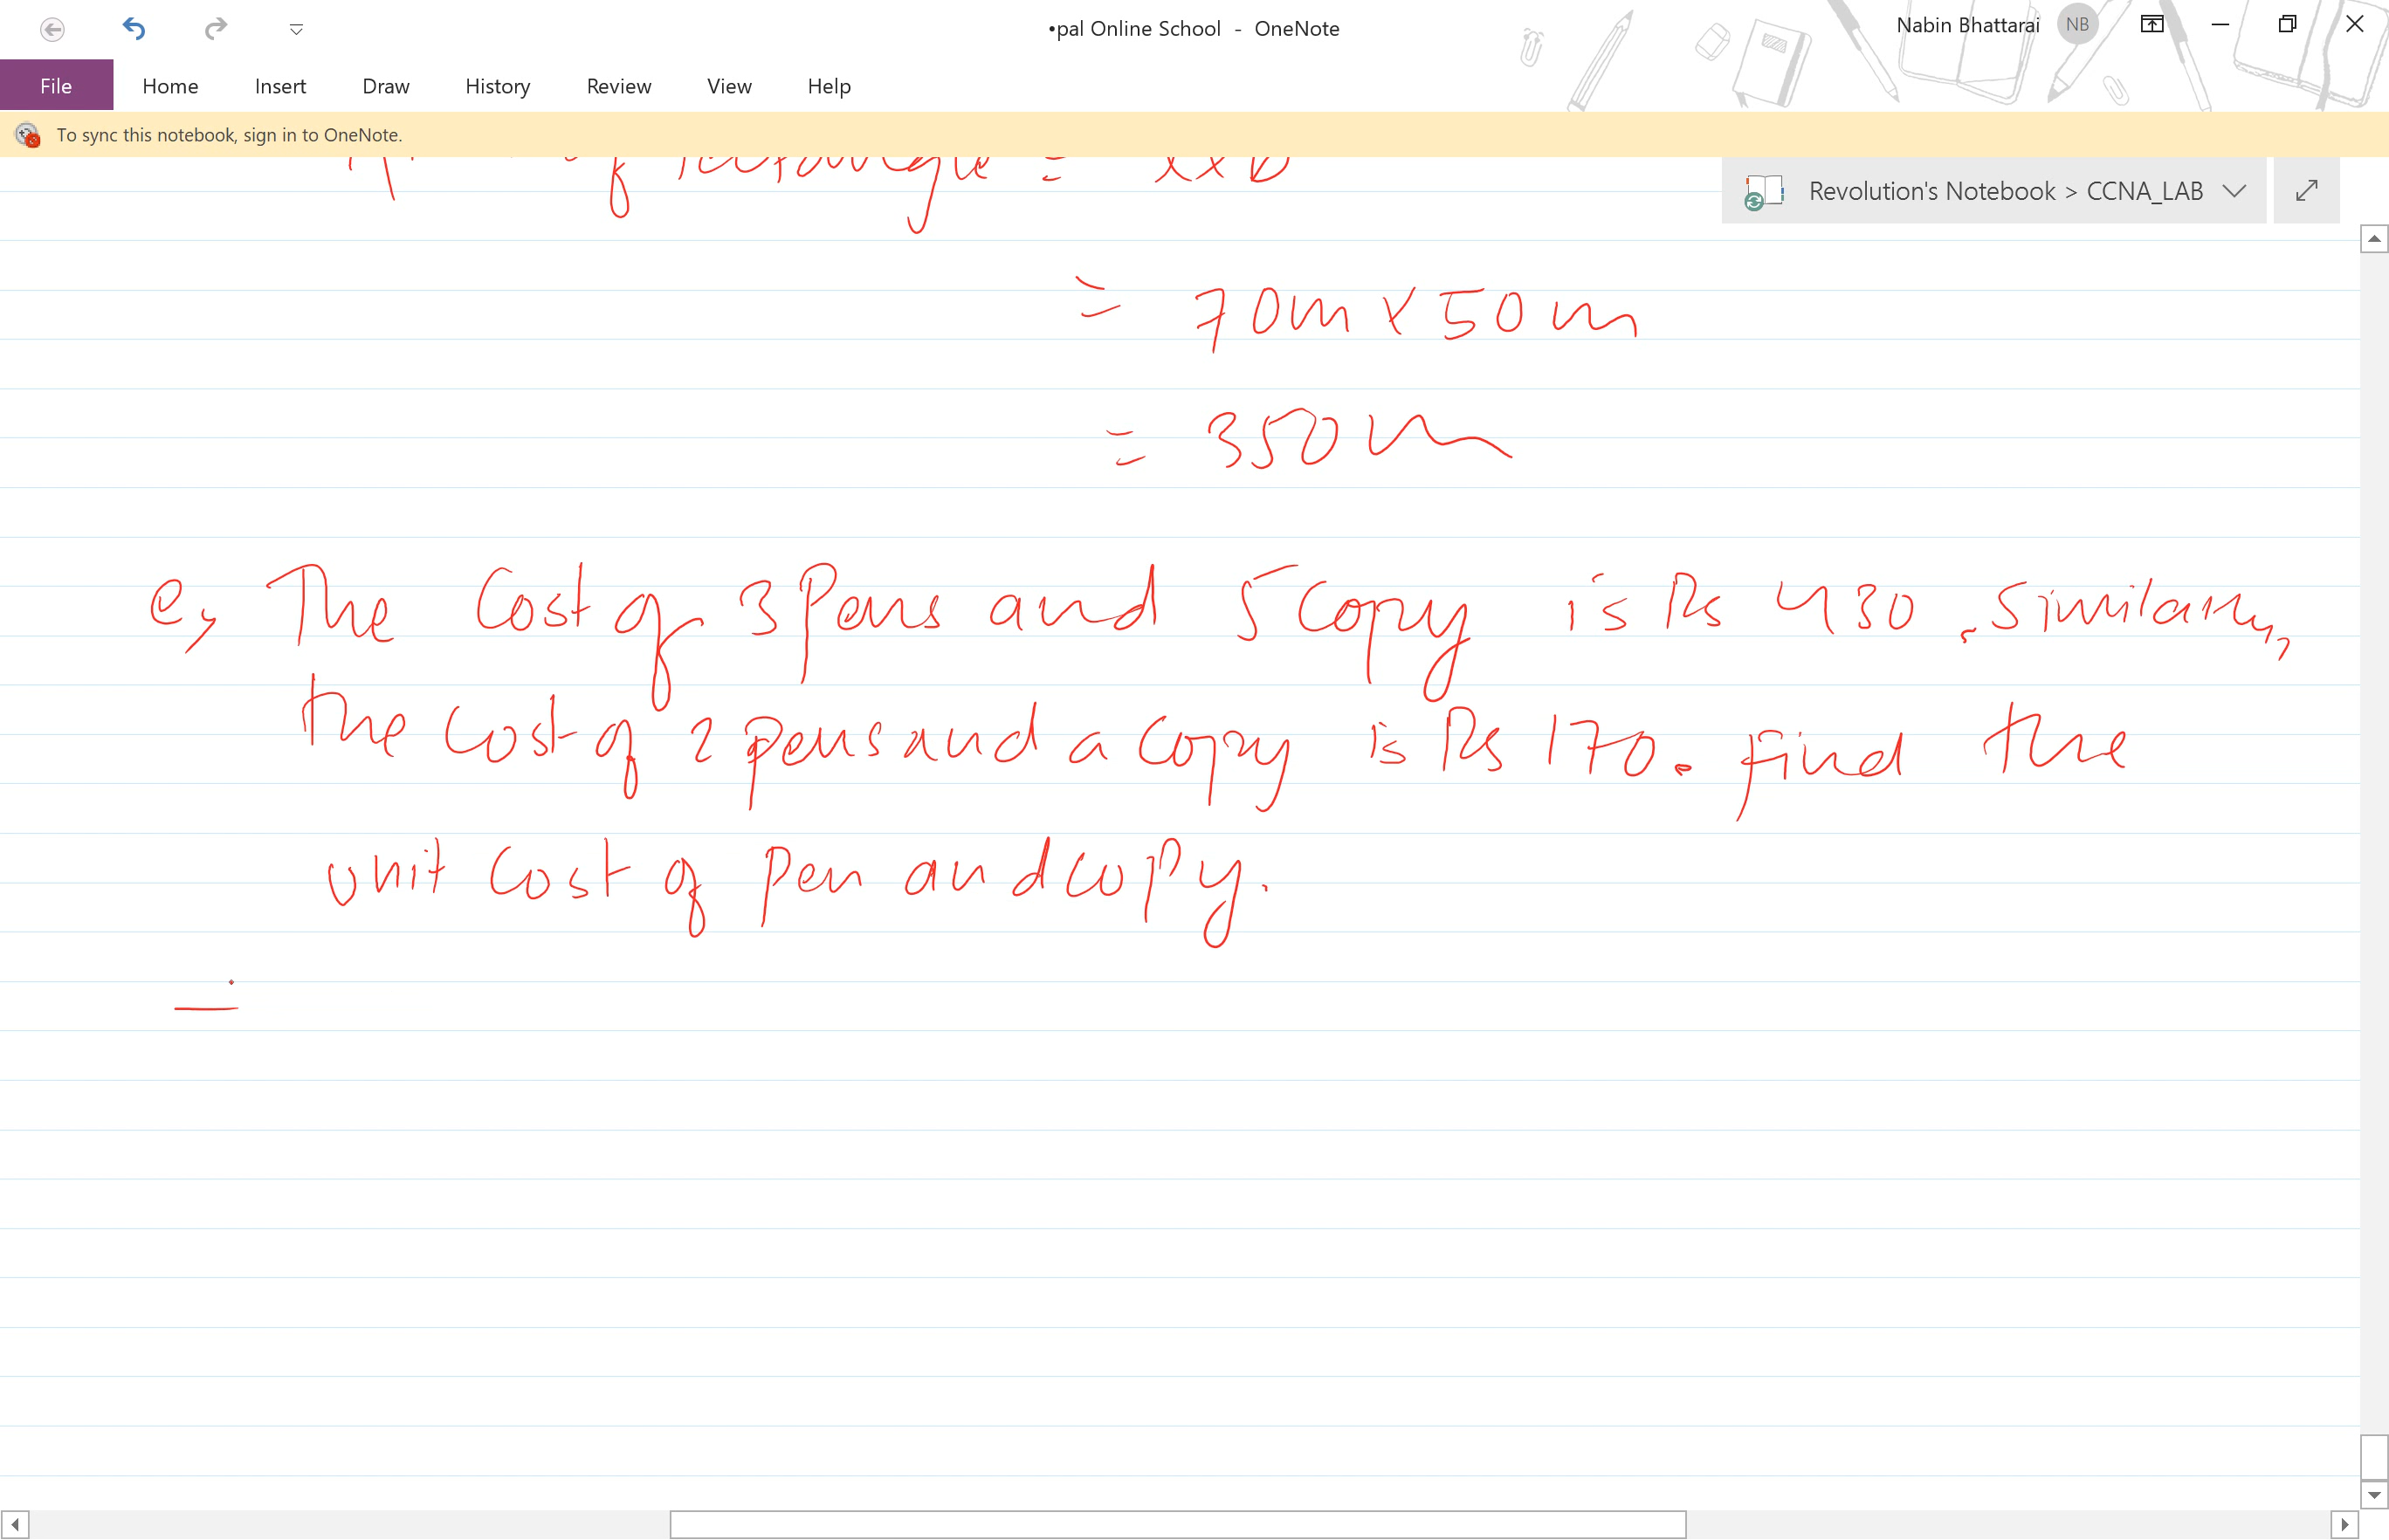 •pal Online School - OneNote
Nabin Bhattarai NB
File Home Insert Draw History Review View Help
To sync this notebook, sign in to OneNote.
of rectangle = l×b
Revolution's Notebook > CCNA_LAB
= 70m × 50m
= 350m
e, The Cost of 3 Pens and 5 Copy is Rs 430. Similarly,
the cost of 2 pens and a copy is Rs 170. Find the
unit cost of pen and copy.